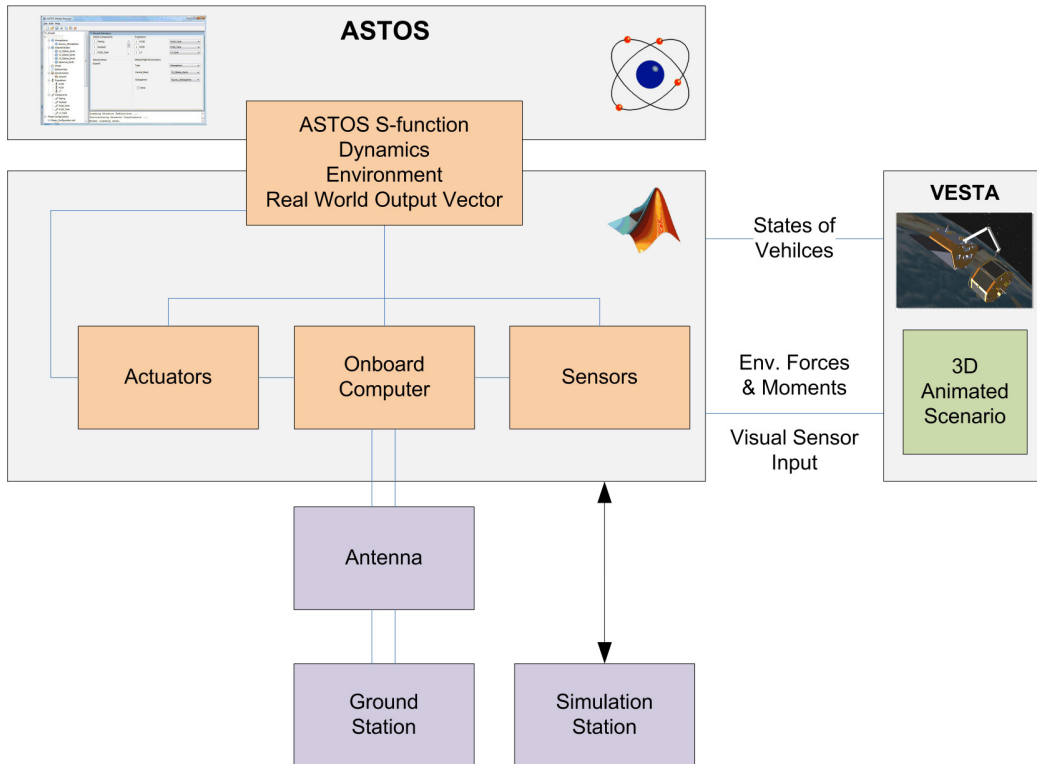 ASTOS
ASTOS S-function
Dynamics
Environment
Real World Output Vector
VESTA
States of
Vehilces
Actuators
Onboard
Computer
Sensors
Env. Forces
& Moments
3D
Animated
Scenario
Visual Sensor
Input
Antenna
Ground
Station
Simulation
Station